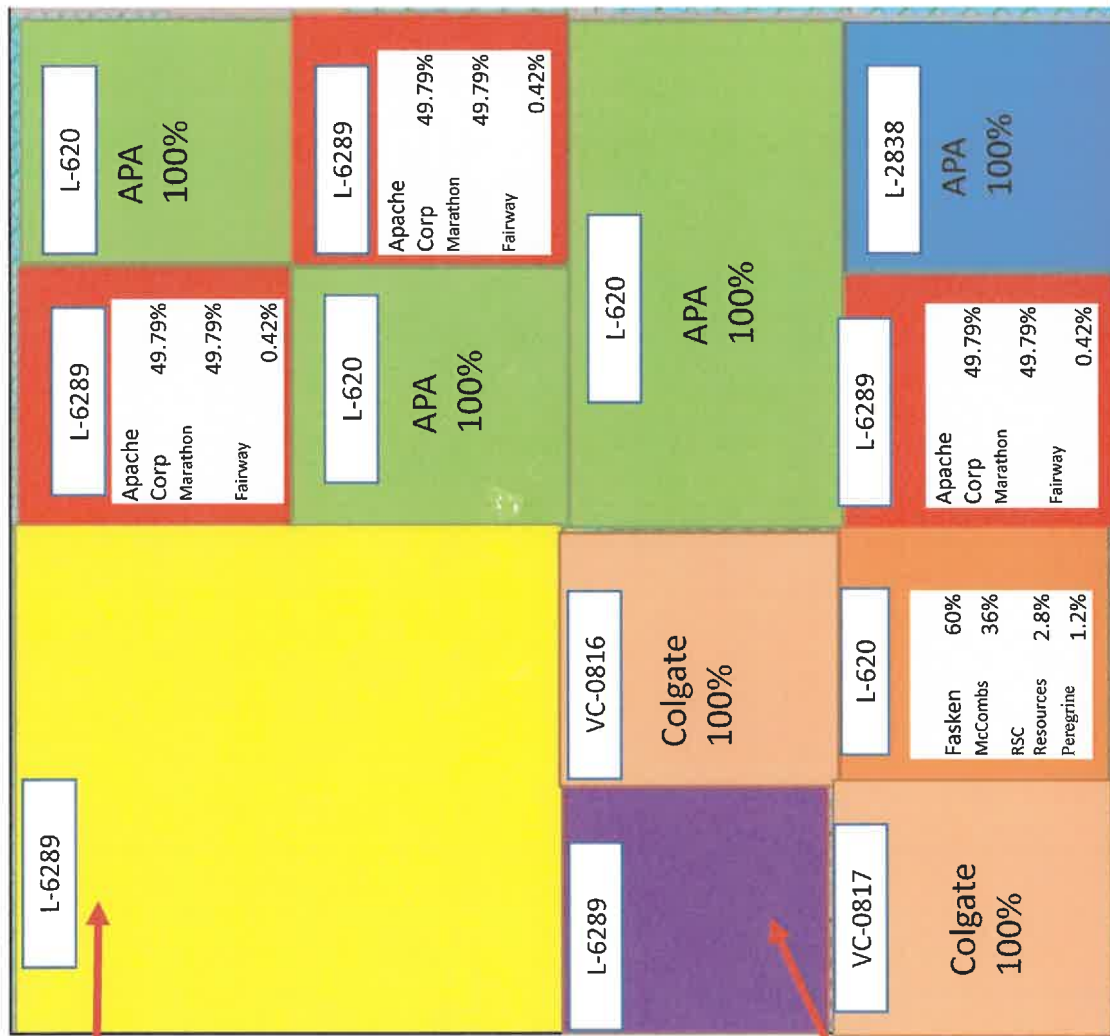 L-6289
L-6289
Apache Corp 49.79%
Marathon 49.79%
Fairway 0.42%
L-620
APA
100%
L-620
APA
100%
L-6289
Apache Corp 49.79%
Marathon 49.79%
Fairway 0.42%
L-6289
VC-0816
Colgate
100%
L-620
APA
100%
VC-0817
Colgate
100%
L-620
Fasken 60%
McCombs 36%
RSC
Resources 2.8%
Peregrine 1.2%
L-6289
Apache Corp 49.79%
Marathon 49.79%
Fairway 0.42%
L-2838
APA
100%